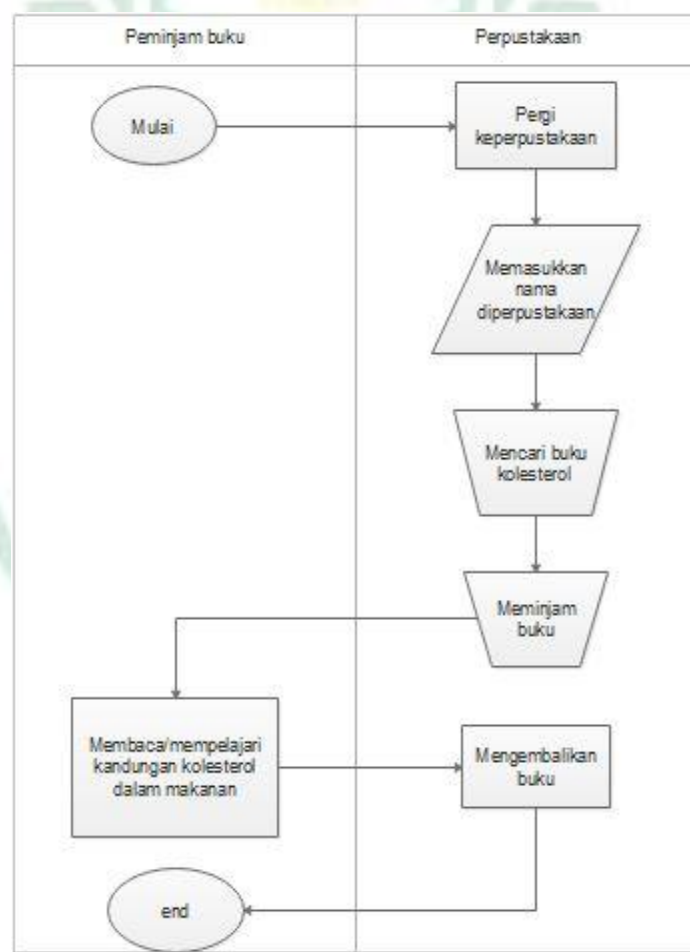 Peminjam buku
Perpustakaan
Mulai
Pergi
keperpustakaan
Memasukkan
nama
diperpustakaan
Mencari buku
kolesterol
Meminjam
buku
Membaca/mempelajari
kandungan kolesterol
dalam makanan
Mengembalikan
buku
end